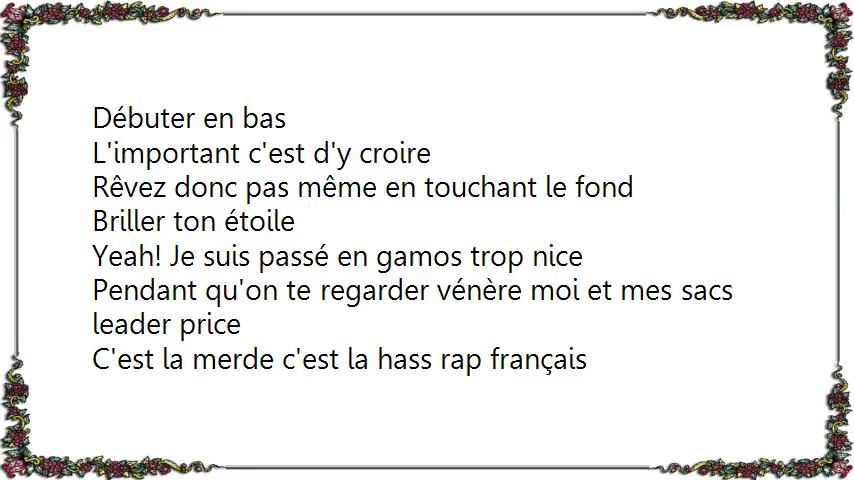 Débuter en bas
L'important c'est d'y croire
Rêvez donc pas même en touchant le fond
Briller ton étoile
Yeah! Je suis passé en gamos trop nice
Pendant qu'on te regarder vénère moi et mes sacs
leader price
C'est la merde c'est la hass rap français